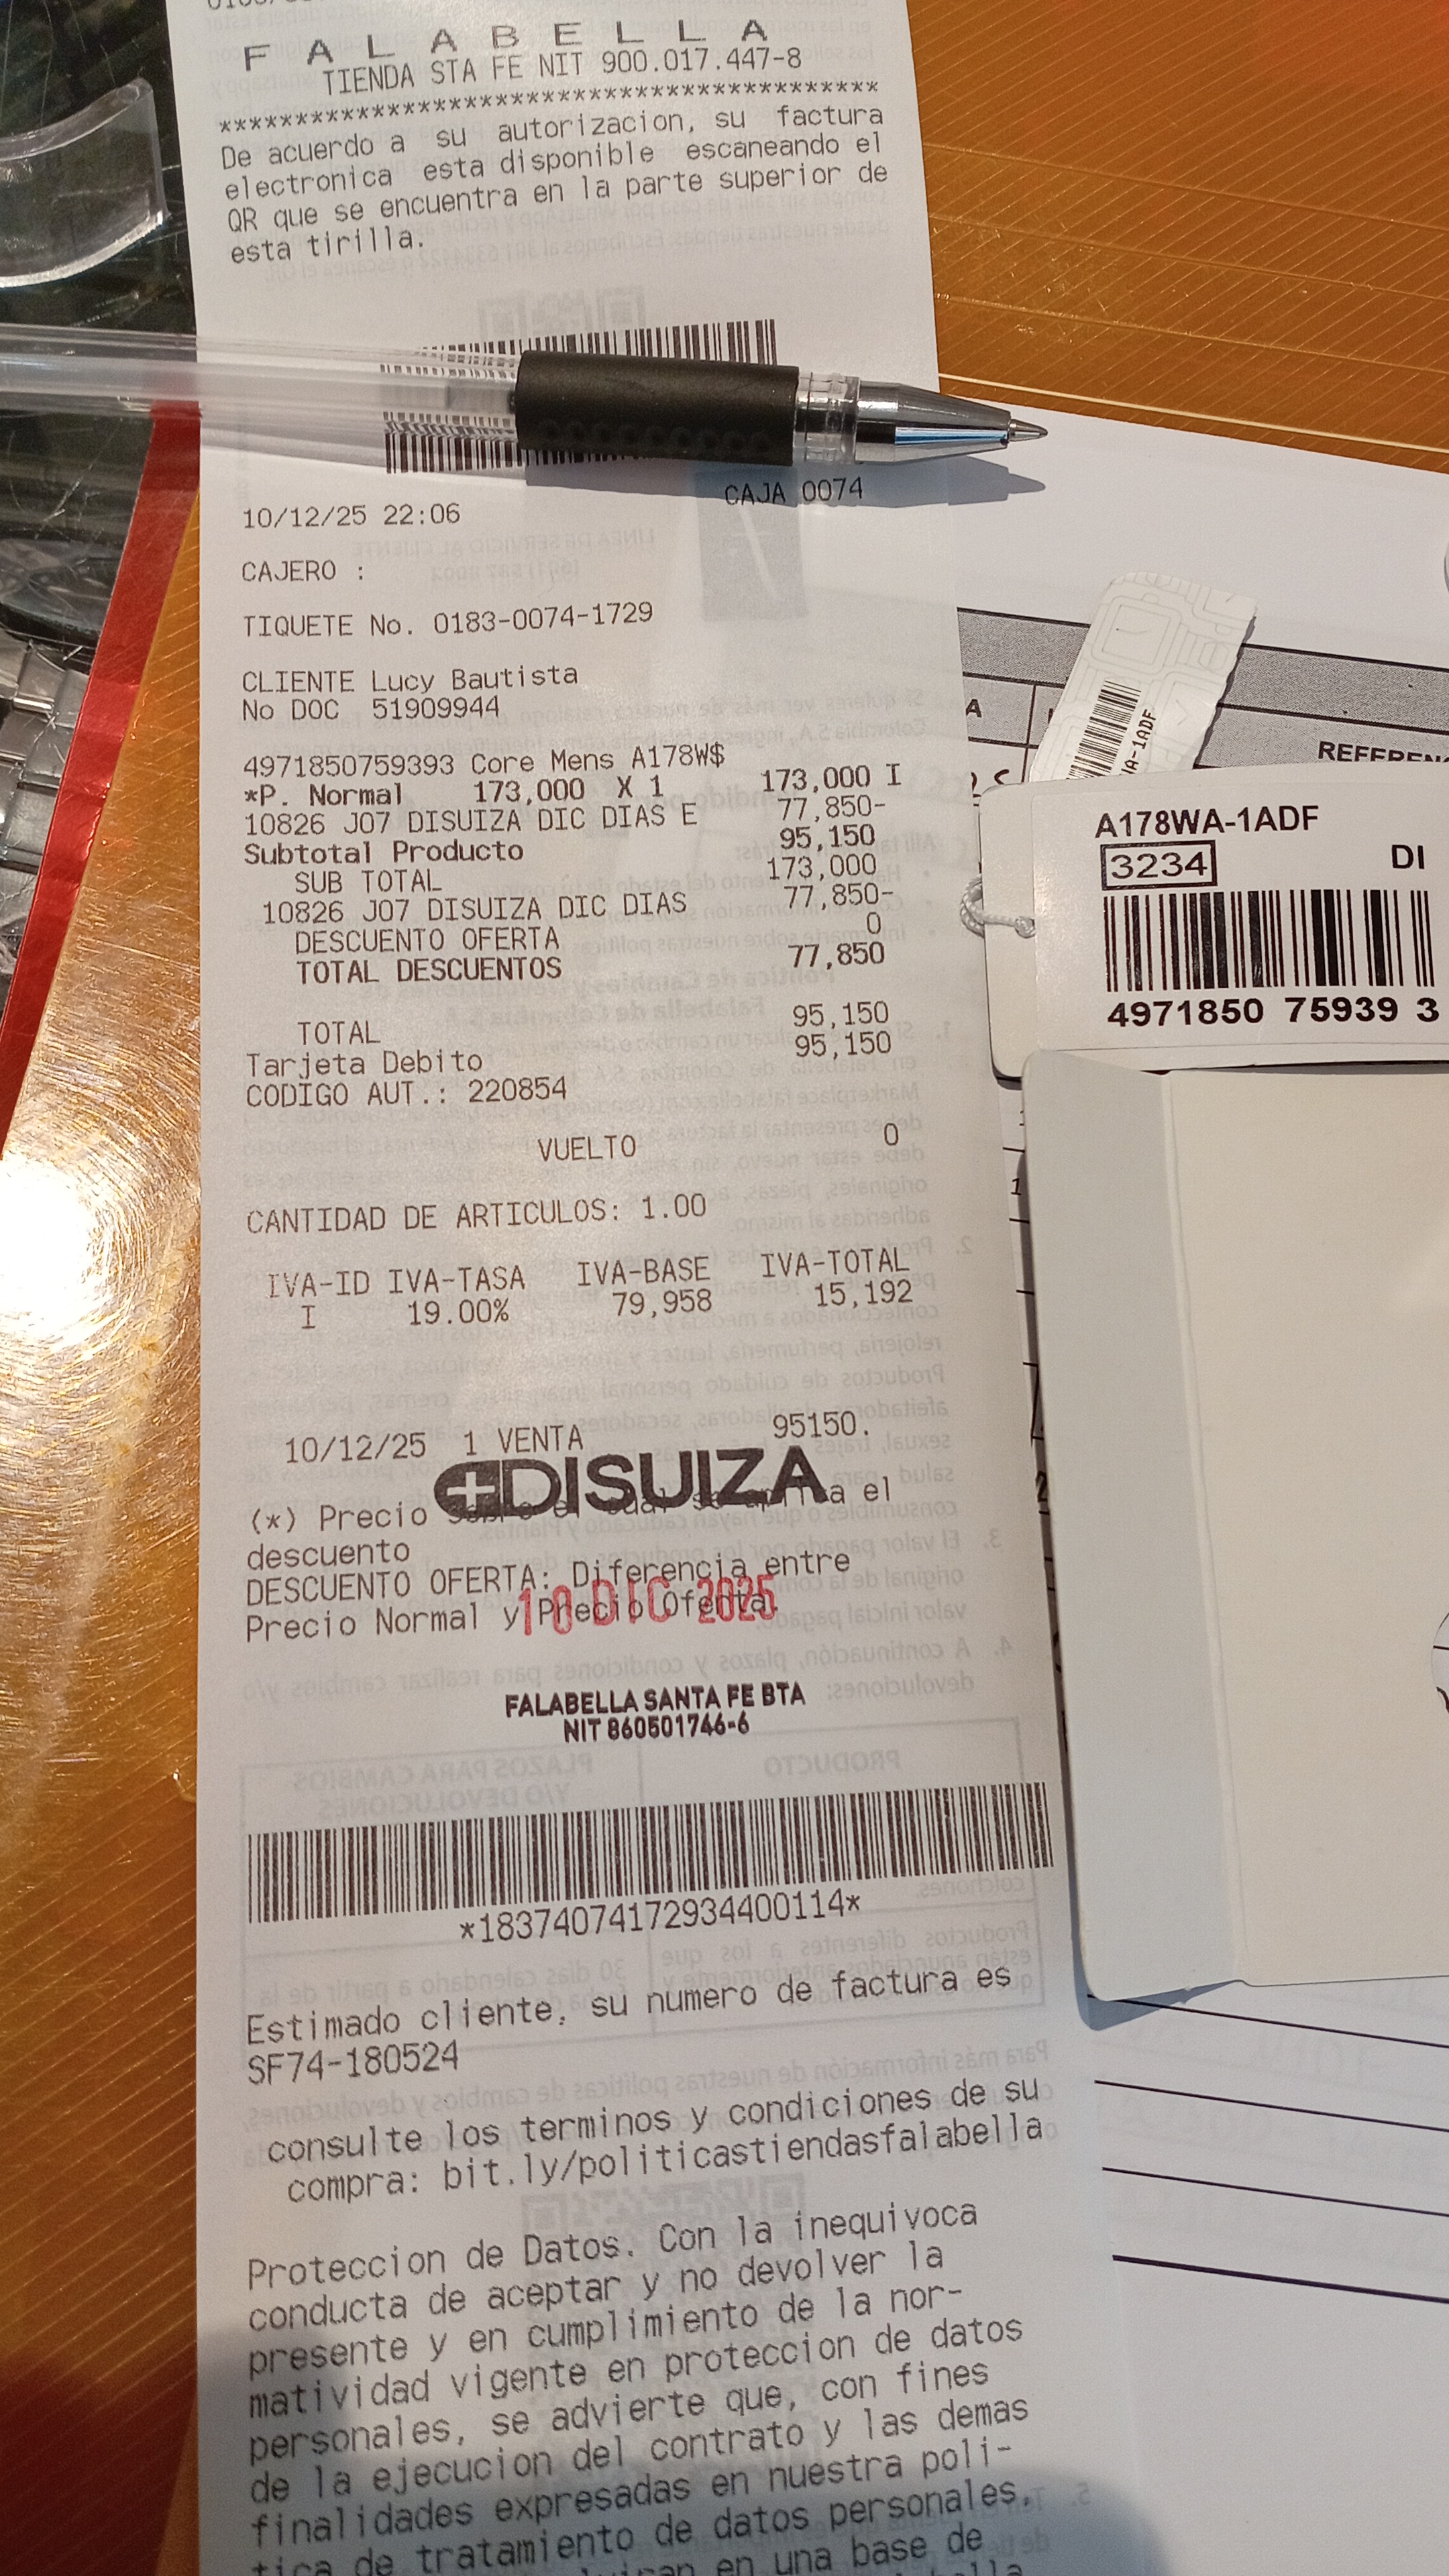 F A L A B E L L A
TIENDA STA FE NIT 900.017.447-8
******************************************
De acuerdo a su autorizacion, su factura
electronica esta disponible escaneando el
QR que se encuentra en la parte superior de
esta tirilla.
CAJA 0074
10/12/25 22:06
CAJERO :
TIQUETE No. 0183-0074-1729
CLIENTE Lucy Bautista
No DOC 51909944
4971850759393 Core Mens A178W$
*P. Normal 173,000 X 1 173,000 I
10826 J07 DISUIZA DIC DIAS E 77,850-
Subtotal Producto 95,150
SUB TOTAL 173,000
10826 J07 DISUIZA DIC DIAS 77,850-
DESCUENTO OFERTA 0
TOTAL DESCUENTOS 77,850
TOTAL 95,150
Tarjeta Debito 95,150
CODIGO AUT.: 220854
VUELTO 0
CANTIDAD DE ARTICULOS: 1.00
IVA-ID IVA-TASA IVA-BASE IVA-TOTAL
I 19.00% 79,958 15,192
10/12/25 1 VENTA 95150.
DISUIZA
(*) Precio sobre el cual se aplica el
descuento
DESCUENTO OFERTA: Diferencia entre
Precio Normal y Precio Oferta.
10 DIC 2025
FALABELLA SANTA FE BTA
NIT 860501746-6
*18374074172934400114*
Estimado cliente, su numero de factura es
SF74-180524
consulte los terminos y condiciones de su
compra: bit.ly/politicastiendasfalabella
Proteccion de Datos. Con la inequivoca
conducta de aceptar y no devolver la
presente y en cumplimiento de la nor-
matividad vigente en proteccion de datos
personales, se advierte que, con fines
de la ejecucion del contrato y las demas
finalidades expresadas en nuestra poli-
tica de tratamiento de datos personales,
en una base de
A178WA-1ADF
3234 DI
4971850 75939 3